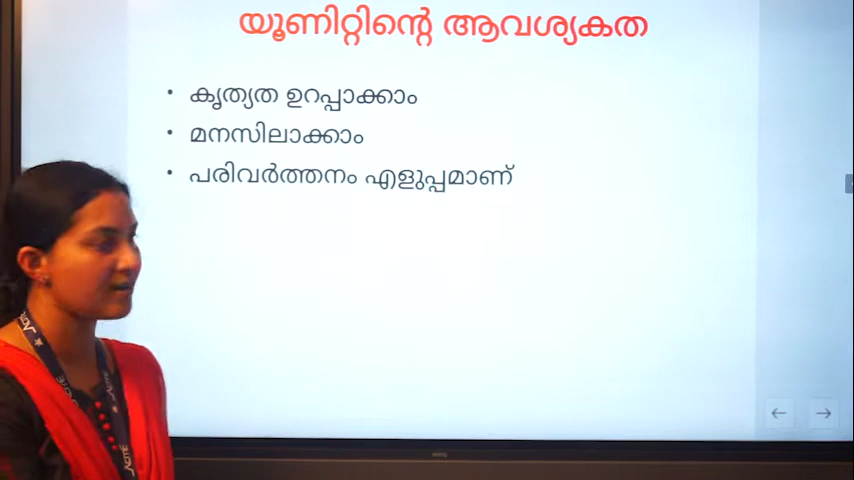 യൂണിറ്റിന്റെ ആവശ്യകത
• കൃത്യത ഉറപ്പാക്കാം
• മനസിലാക്കാം
• പരിവർത്തനം എളുപ്പമാണ്